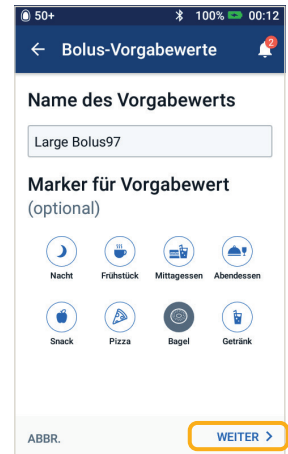 50+ 100% 00:12
Bolus-Vorgabewerte 2
Name des Vorgabewerts
Large Bolus97
Marker für Vorgabewert
(optional)
Nacht Frühstück Mittagessen Abendessen
Snack Pizza Bagel Getränk
ABBR. WEITER